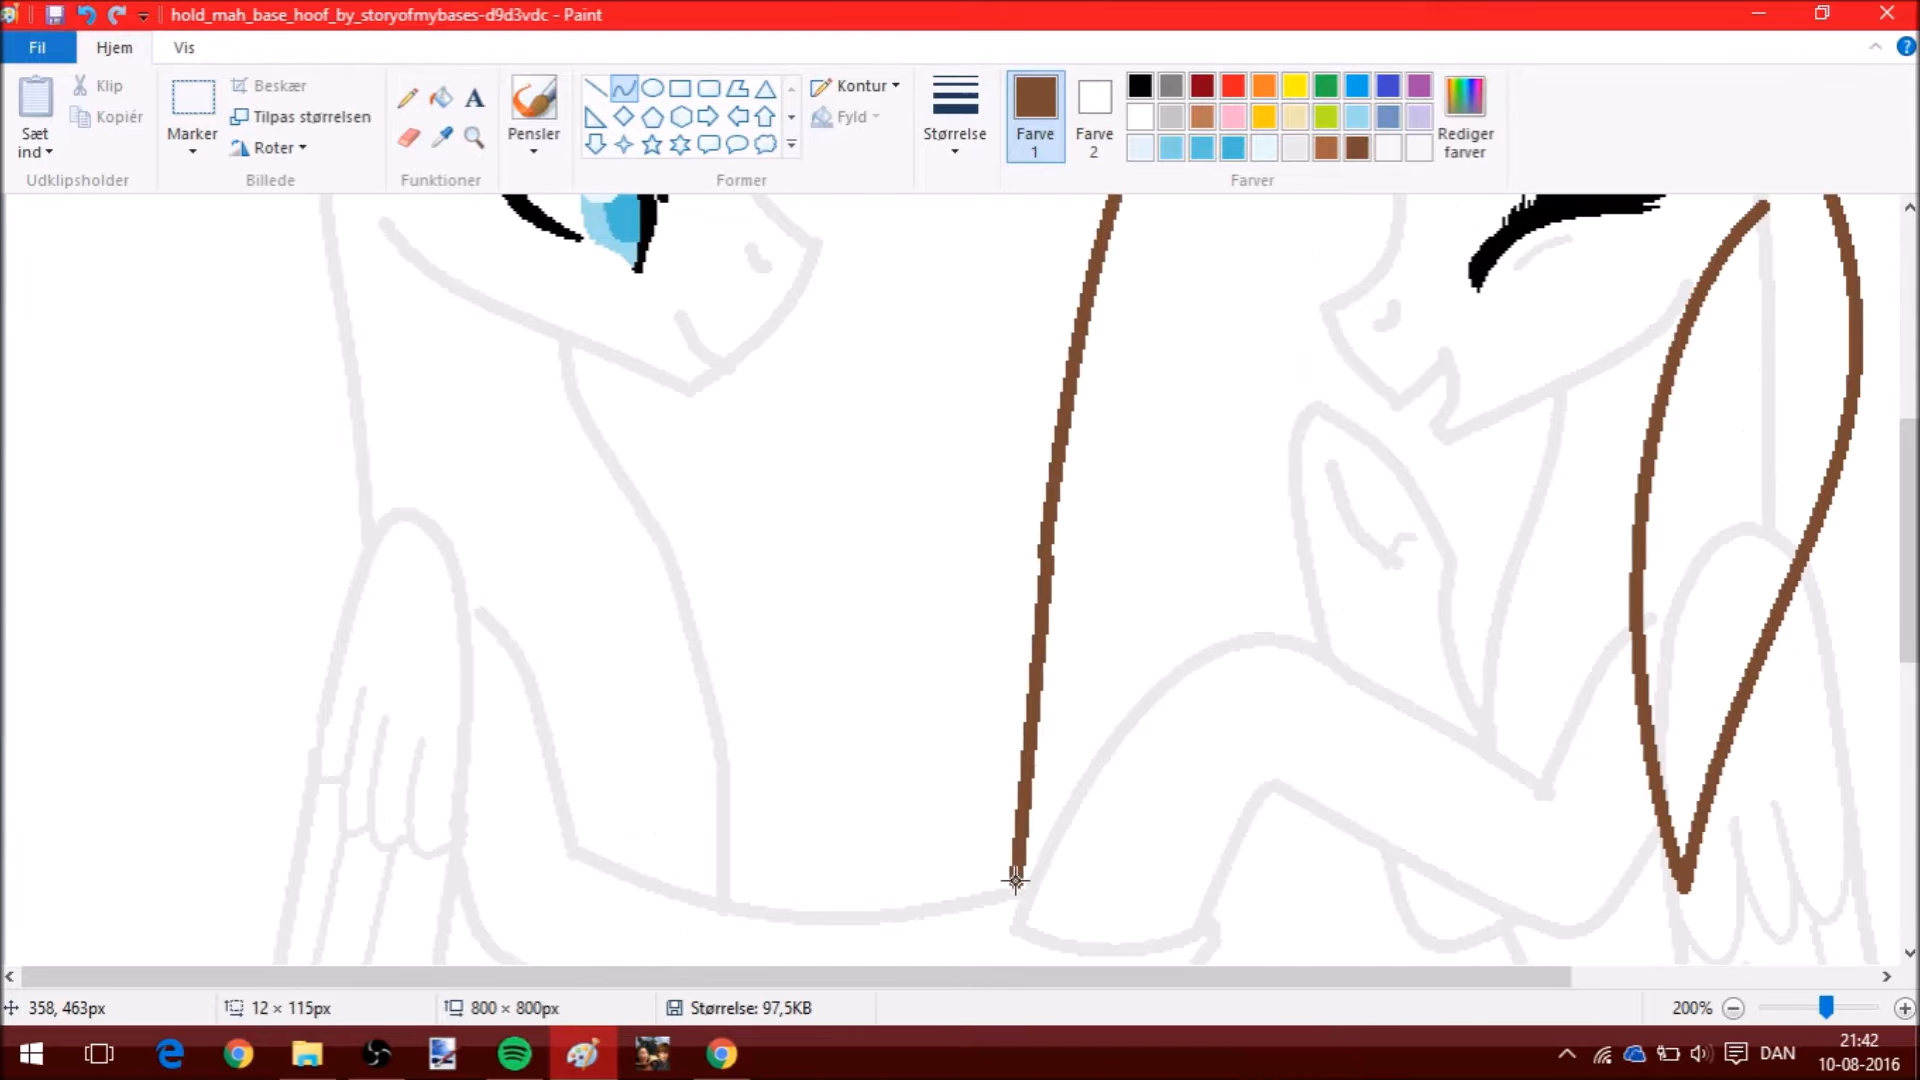 hold_mah_base_hoof_by_storyofmybases-d9d3vdc - Paint
Fil
Hjem
Vis
Sæt
ind
Klip
Kopiér
Udklipsholder
Marker
Beskær
Tilpas størrelsen
Roter
Billede
A
Funktioner
Pensler
Former
Kontur
Fyld
Størrelse
Farve
1
Farve
2
Rediger
farver
Farver
358, 463px
12 × 115px
800 × 800px
Størrelse: 97,5KB
200%
DAN
21:42
10-08-2016